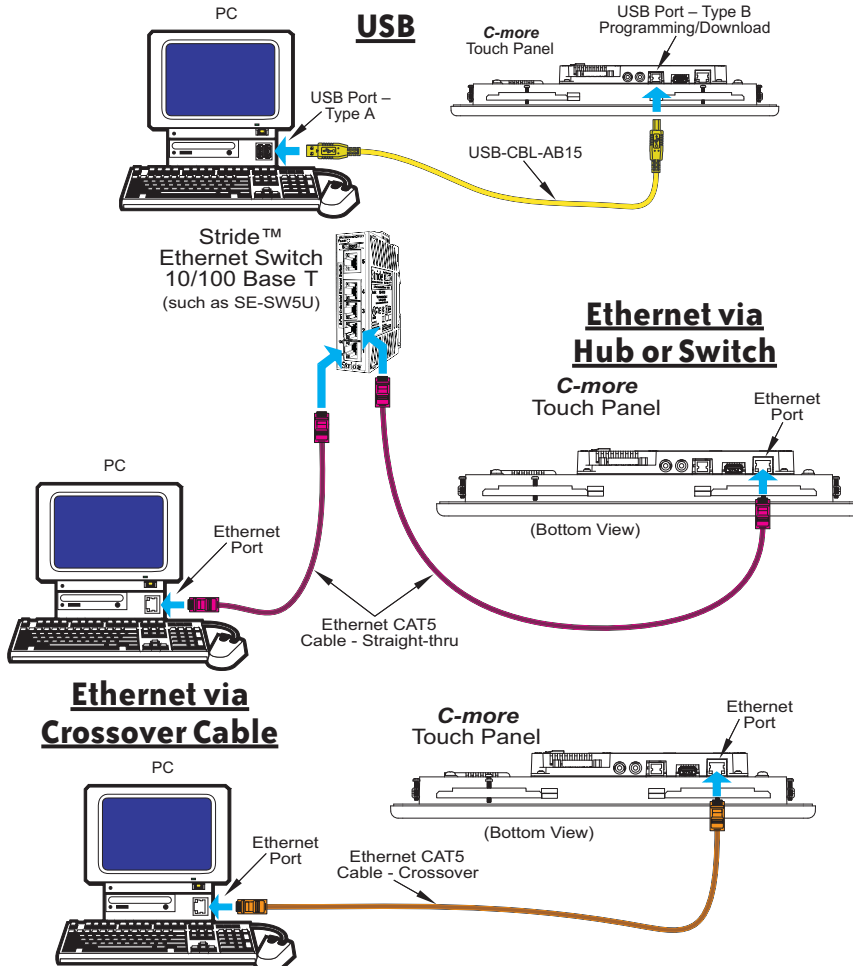 PC
USB
C-more
Touch Panel
USB Port – Type B
Programming/Download
USB Port –
Type A
USB-CBL-AB15
Stride™
Ethernet Switch
10/100 Base T
(such as SE-SW5U)
Ethernet via
Hub or Switch
C-more
Touch Panel
Ethernet
Port
(Bottom View)
PC
Ethernet
Port
Ethernet CAT5
Cable - Straight-thru
Ethernet via
Crossover Cable
C-more
Touch Panel
Ethernet
Port
(Bottom View)
PC
Ethernet
Port
Ethernet CAT5
Cable - Crossover